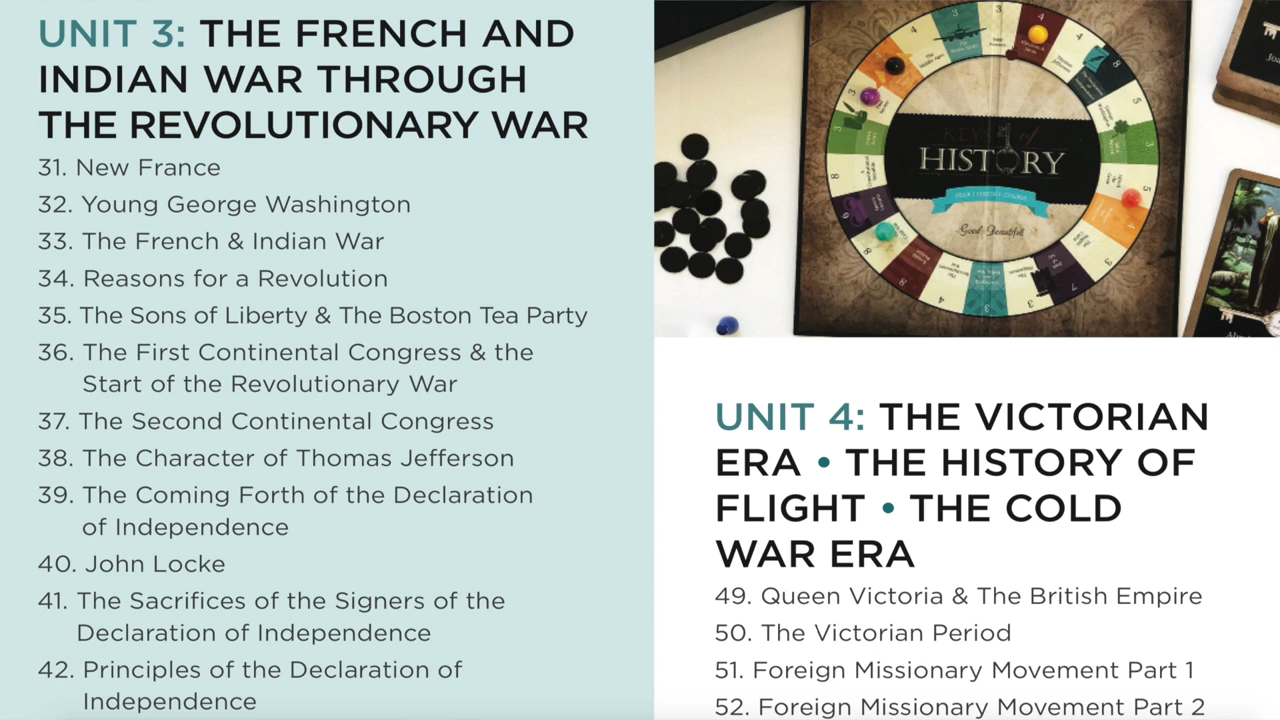 UNIT 3: THE FRENCH AND
INDIAN WAR THROUGH
THE REVOLUTIONARY WAR
31. New France
32. Young George Washington
33. The French & Indian War
34. Reasons for a Revolution
35. The Sons of Liberty & The Boston Tea Party
36. The First Continental Congress & the
Start of the Revolutionary War
37. The Second Continental Congress
38. The Character of Thomas Jefferson
39. The Coming Forth of the Declaration
of Independence
40. John Locke
41. The Sacrifices of the Signers of the
Declaration of Independence
42. Principles of the Declaration of
Independence
KEYS of
HISTORY
Good & Beautiful
UNIT 4: THE VICTORIAN
ERA • THE HISTORY OF
FLIGHT • THE COLD
WAR ERA
49. Queen Victoria & The British Empire
50. The Victorian Period
51. Foreign Missionary Movement Part 1
52. Foreign Missionary Movement Part 2